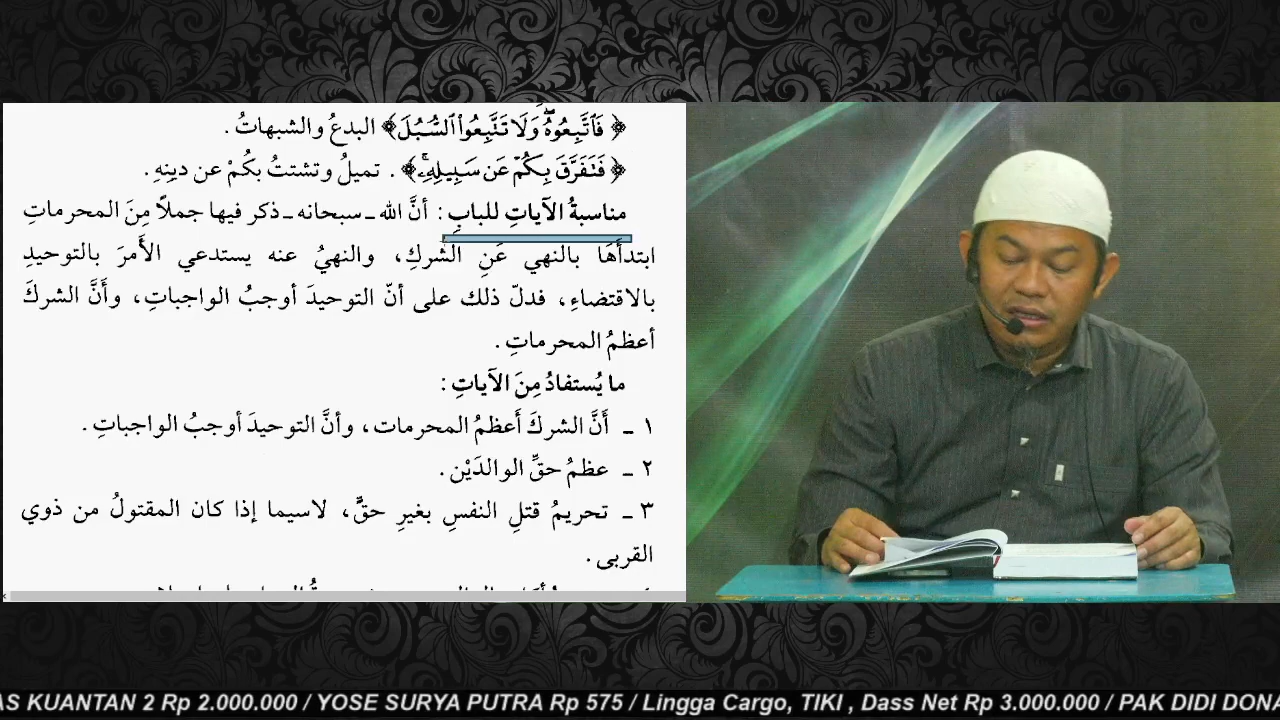 ﴿ فَٱتَّبِعُوهُۖ وَلَا تَتَّبِعُوا۟ ٱلسُّبُلَ﴾ البدعُ والشبهاتُ .
﴿ فَتَفَرَّقَ بِكُمْ عَن سَبِيلِهِۦۚ ﴾ . تميلُ وتشتتُ بكُمْ عن دينِهِ .
مناسبةُ الآياتِ للبابِ : أنَّ الله ـ سبحانه ـ ذكر فيها جملاً مِنَ المحرماتِ
ابتدأَهَا بالنهي عَنِ الشركِ، والنهيُ عنه يستدعي الأَمرَ بالتوحيدِ
بالاقتضاءِ، فدلّ ذلك على أنّ التوحيدَ أوجبُ الواجباتِ، وأَنَّ الشركَ
أعظمُ المحرماتِ .
ما يُستفادُ مِنَ الآياتِ :
١ ـ أَنَّ الشركَ أَعظمُ المحرمات، وأنَّ التوحيدَ أوجبُ الواجباتِ .
٢ ـ عظمُ حقِّ الوالدَيْن .
٣ ـ تحريمُ قتلِ النفسِ بغيرِ حقٍّ، لاسيما إذا كان المقتولُ من ذوي
القربى .
AS KUANTAN 2 Rp 2.000.000 / YOSE SURYA PUTRA Rp 575 / Lingga Cargo, TIKI , Dass Net Rp 3.000.000 / PAK DIDI DONA